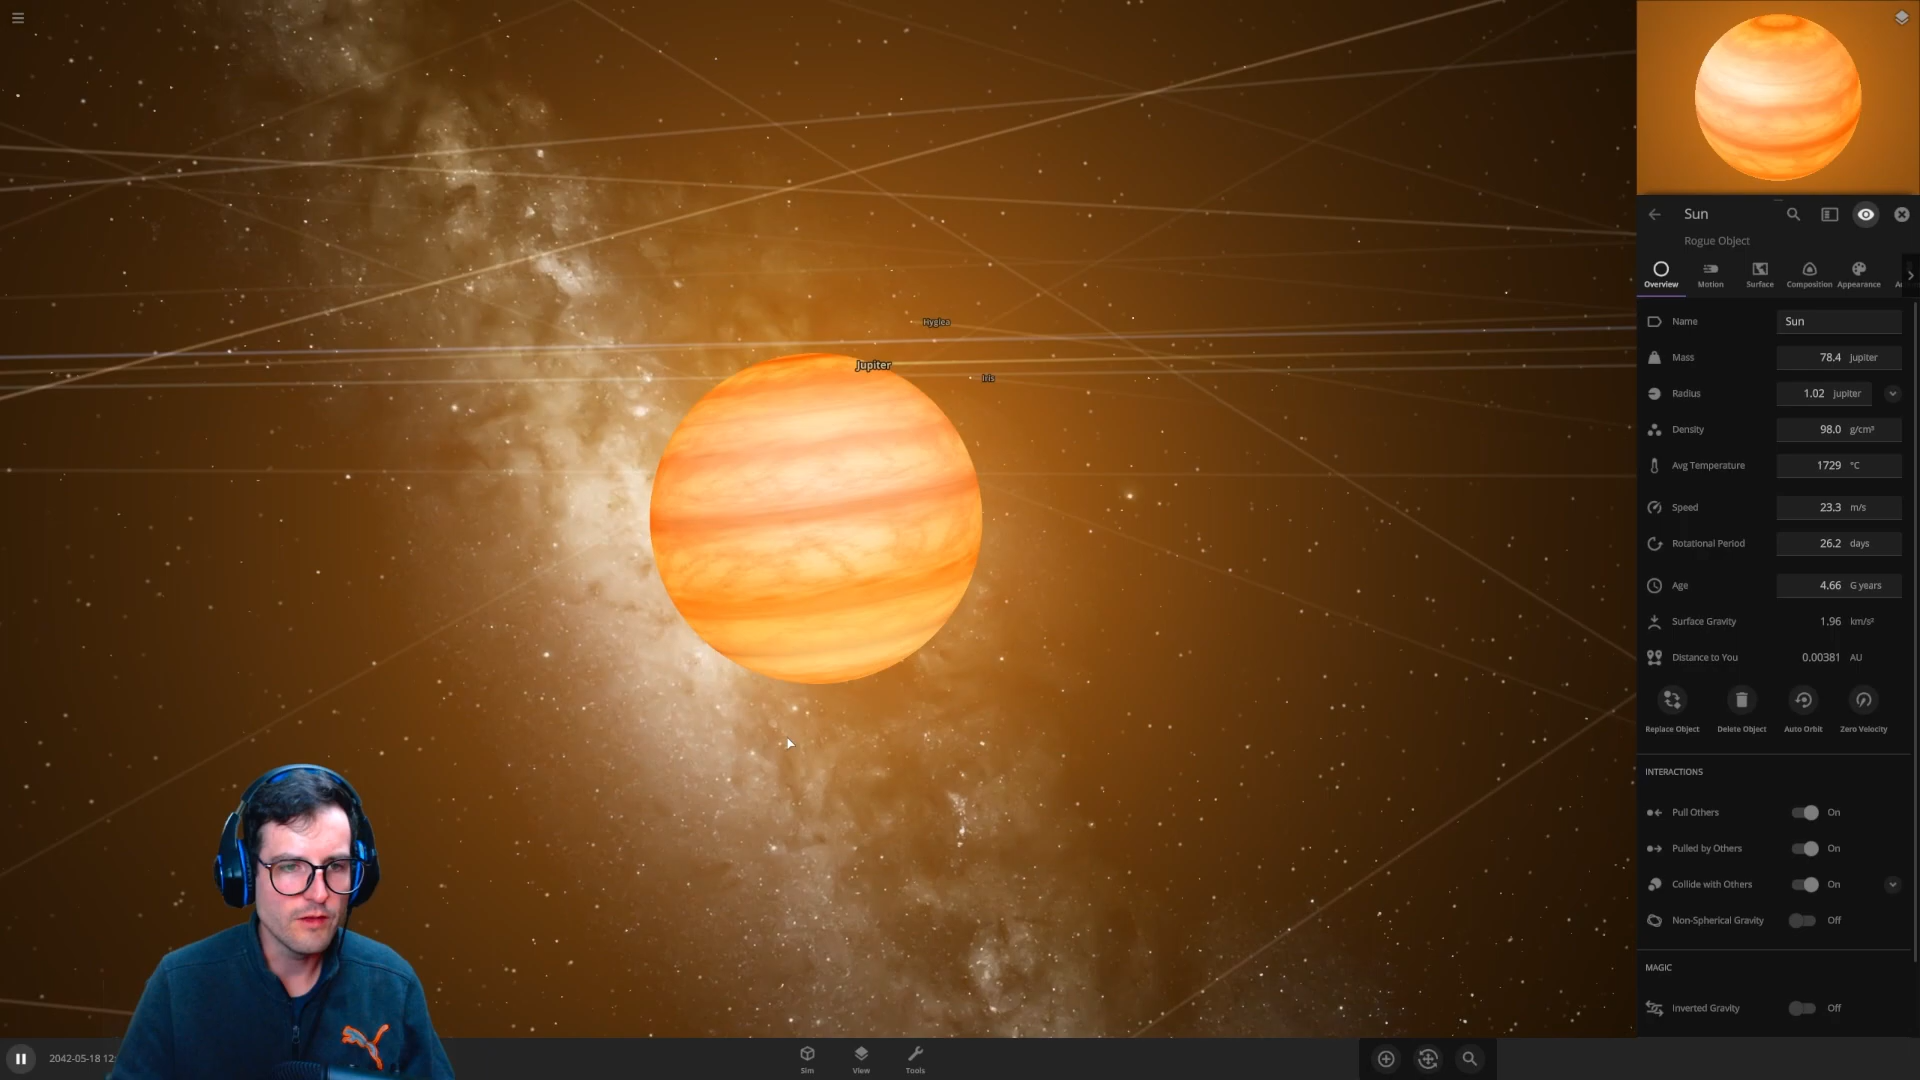 Hygiea
Jupiter
Iris
Sun
Rogue Object
Overview
Motion
Surface
Composition
Appearance
Name
Sun
Mass
78.4 Jupiter
Radius
1.02 Jupiter
Density
98.0 g/cm³
Avg Temperature
1729 °C
Speed
23.3 m/s
Rotational Period
26.2 days
Age
4.66 G years
Surface Gravity
1.96 km/s²
Distance to You
0.00381 AU
Replace Object
Delete Object
Auto Orbit
Zero Velocity
INTERACTIONS
Pull Others
On
Pulled by Others
On
Collide with Others
On
Non-Spherical Gravity
Off
MAGIC
Inverted Gravity
Off
2042-05-18 12:
Sim
View
Tools